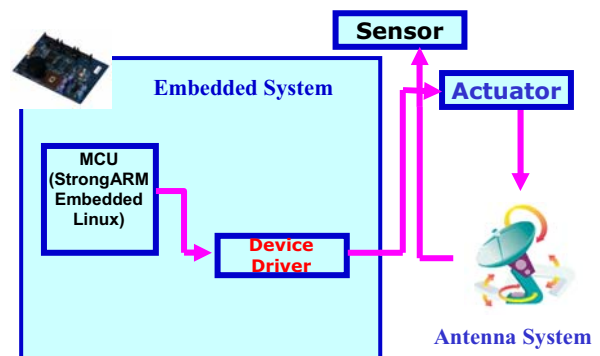 Sensor
Embedded System
Actuator
MCU
(StrongARM
Embedded
Linux)
Device
Driver
Antenna System